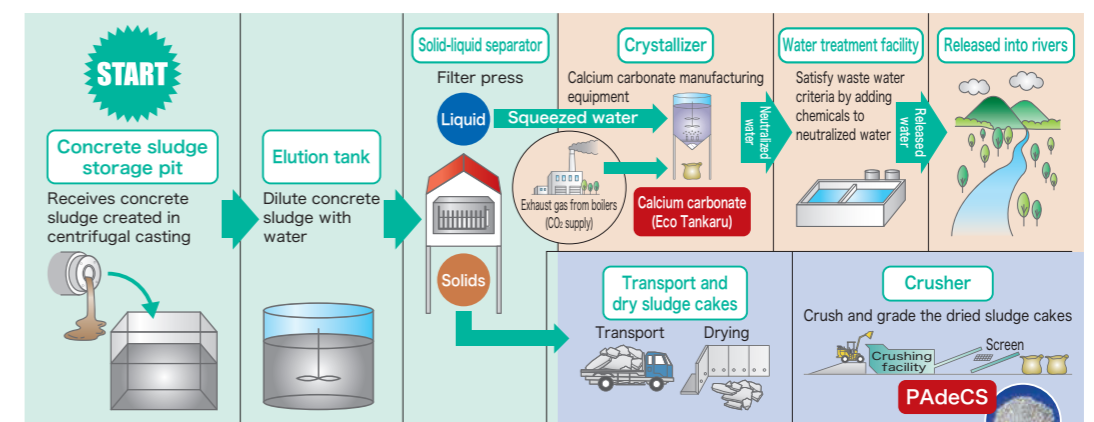 START
Concrete sludge
storage pit
Receives concrete
sludge created in
centrifugal casting
Elution tank
Dilute concrete
sludge with
water
Solid-liquid separator
Filter press
Liquid
Solids
Squeezed water
Crystallizer
Calcium carbonate manufacturing
equipment
Exhaust gas from boilers
(CO₂ supply)
Calcium carbonate
(Eco Tankaru)
Neutralized
water
Water treatment facility
Satisfy waste water
criteria by adding
chemicals to
neutralized water
Released
water
Released into rivers
Transport and
dry sludge cakes
Transport
Drying
Crusher
Crush and grade the dried sludge cakes
Crushing
facility
Screen
PAdeCS